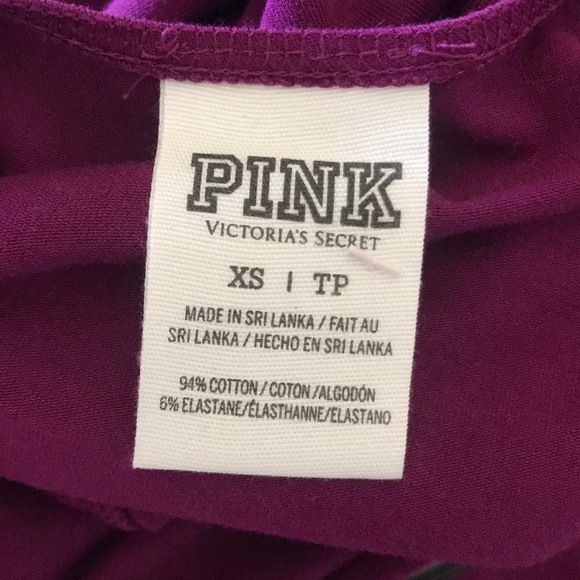 PINK
VICTORIA'S SECRET
XS | TP
MADE IN SRI LANKA / FAIT AU
SRI LANKA / HECHO EN SRI LANKA
94% COTTON / COTON / ALGODÓN
6% ELASTANE/ÉLASTHANNE/ELASTANO